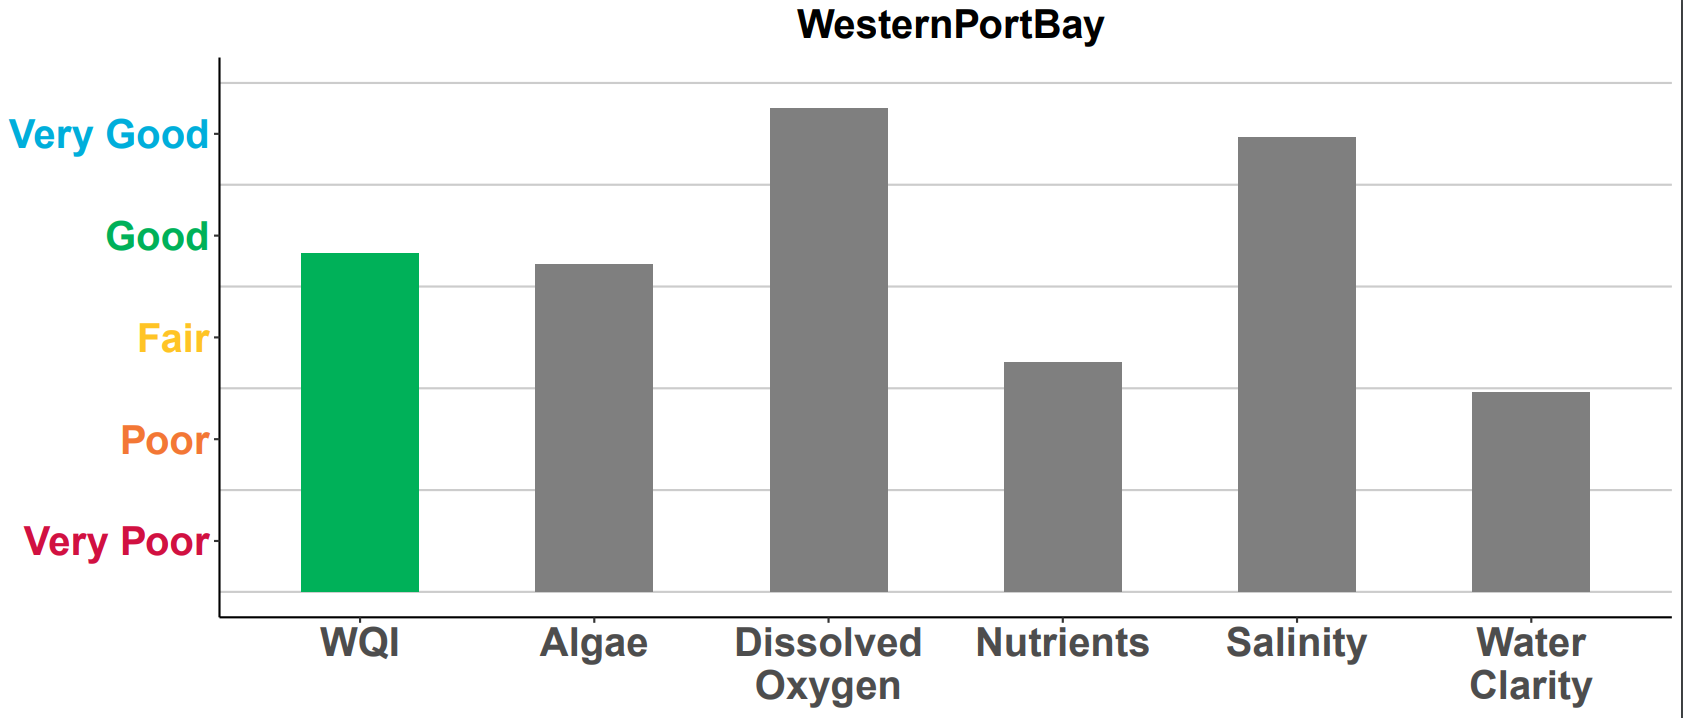 WesternPortBay
Very Good
Good
Fair
Poor
Very Poor
WQI
Algae
Dissolved
Oxygen
Nutrients
Salinity
Water
Clarity